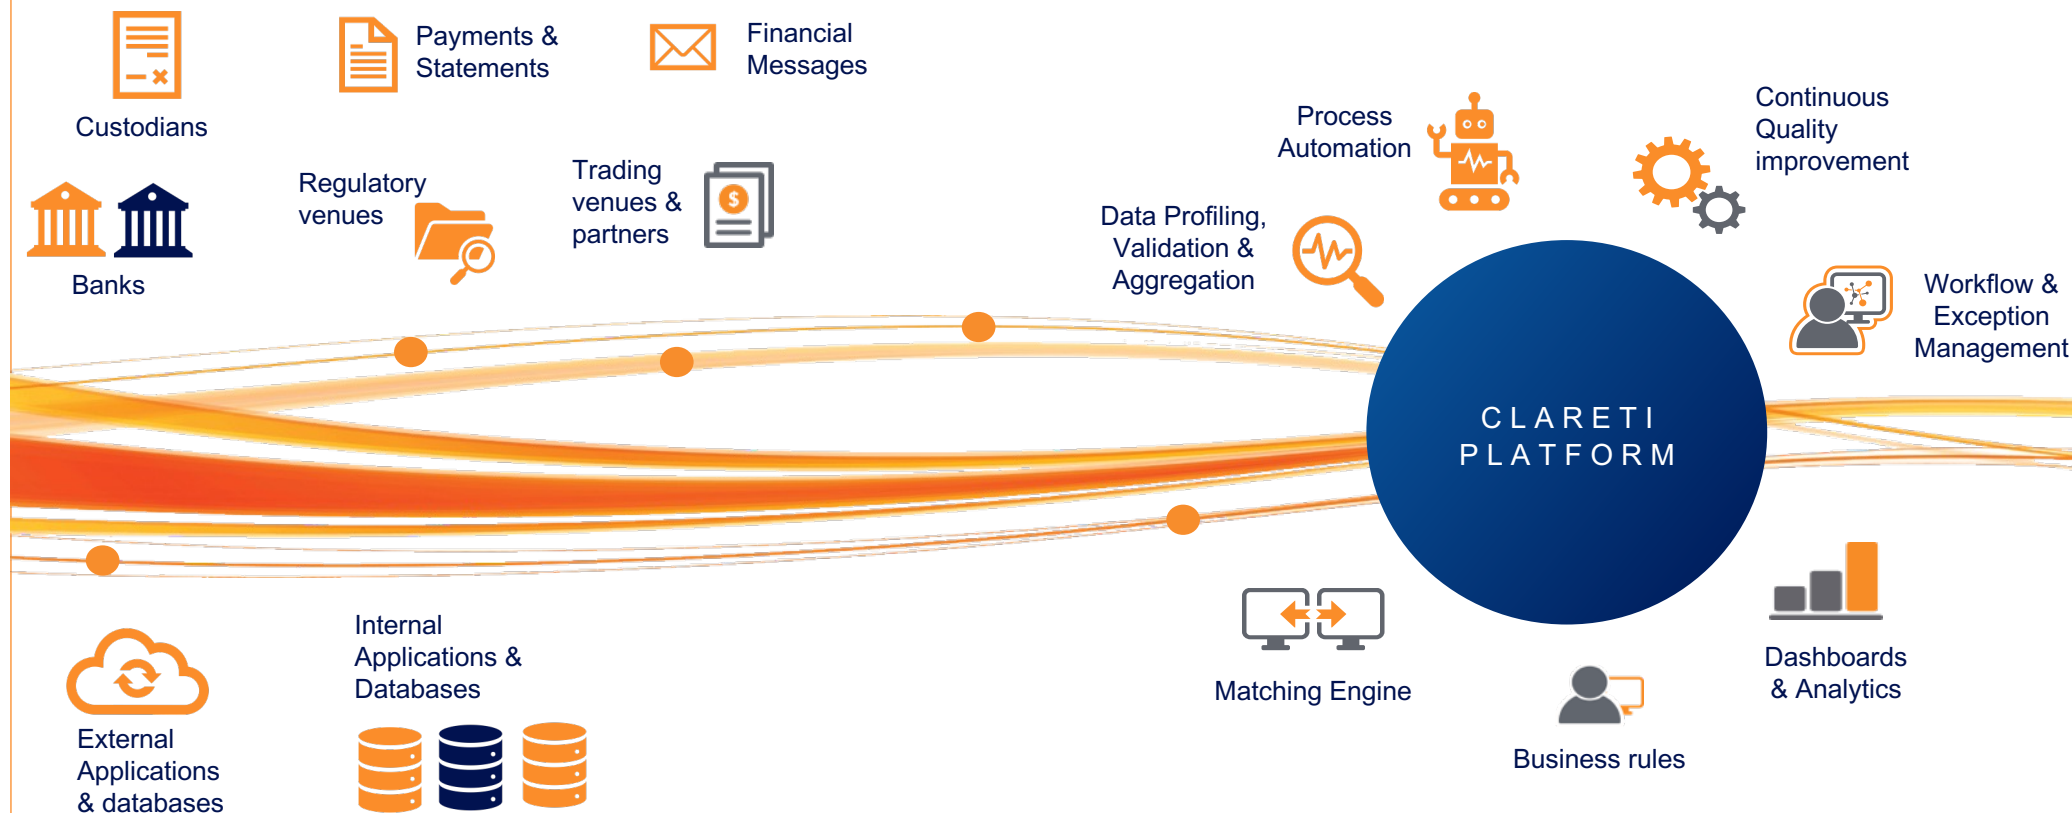 Custodians
Payments &
Statements
Financial
Messages
Banks
Regulatory
venues
Trading
venues &
partners
$
Process
Automation
Continuous
Quality
improvement
Data Profiling,
Validation &
Aggregation
Workflow &
Exception
Management
CLARETI
PLATFORM
External
Applications
& databases
Internal
Applications &
Databases
Matching Engine
Business rules
Dashboards
& Analytics